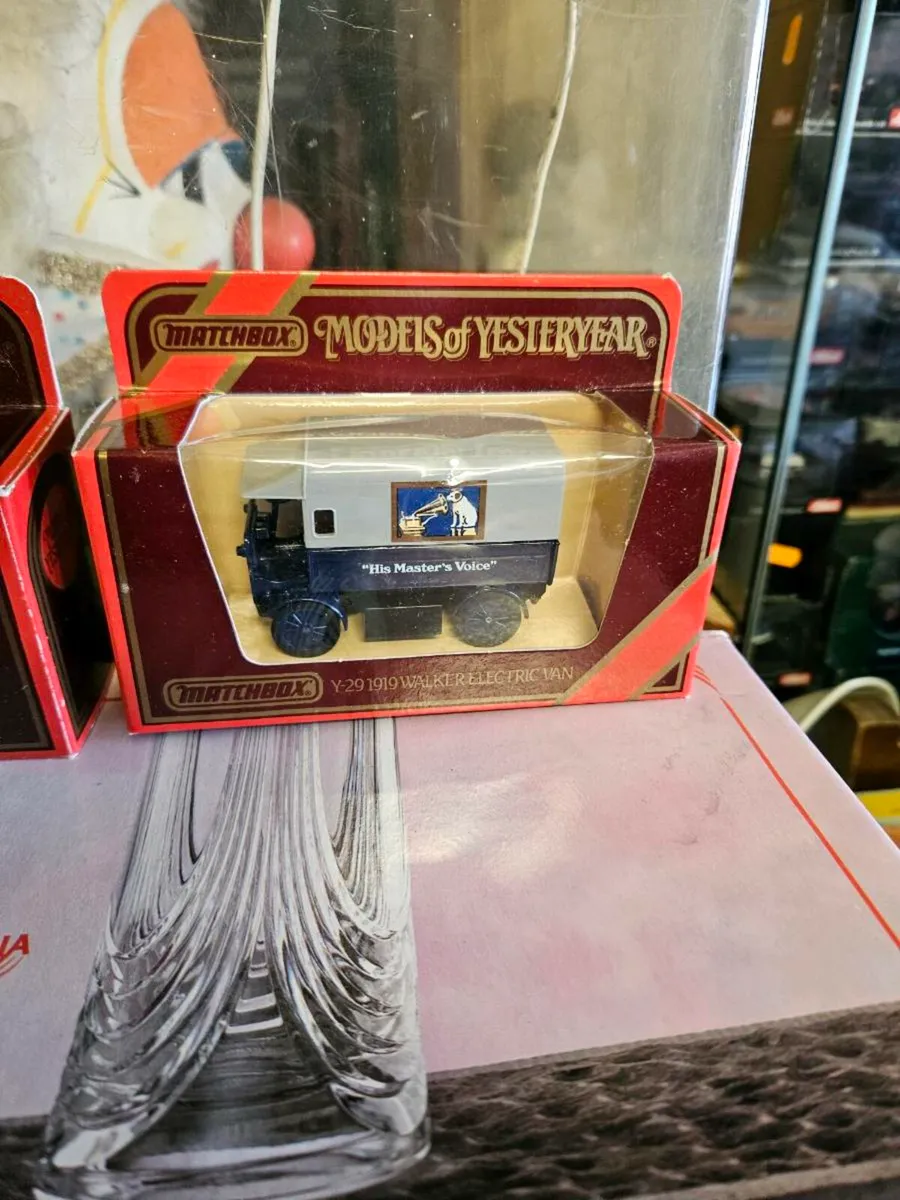 MATCHBOX MODELS of YESTERYEAR®
"His Master's Voice"
MATCHBOX Y-29 1919 WALKER ELECTRIC VAN